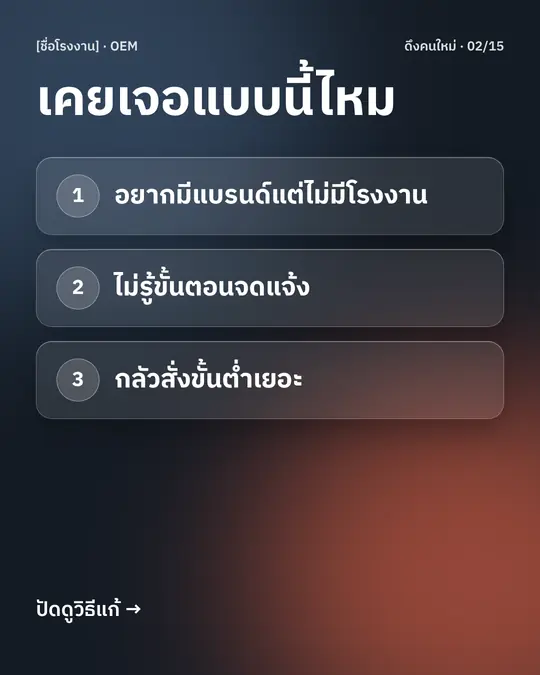 [ชื่อโรงงาน] · OEM
ดึงคนใหม่ · 02/15
เคยเจอแบบนี้ไหม
1 อยากมีแบรนด์แต่ไม่มีโรงงาน
2 ไม่รู้ขั้นตอนจดแจ้ง
3 กลัวสั่งขั้นต่ำเยอะ
ปัดดูวิธีแก้ →